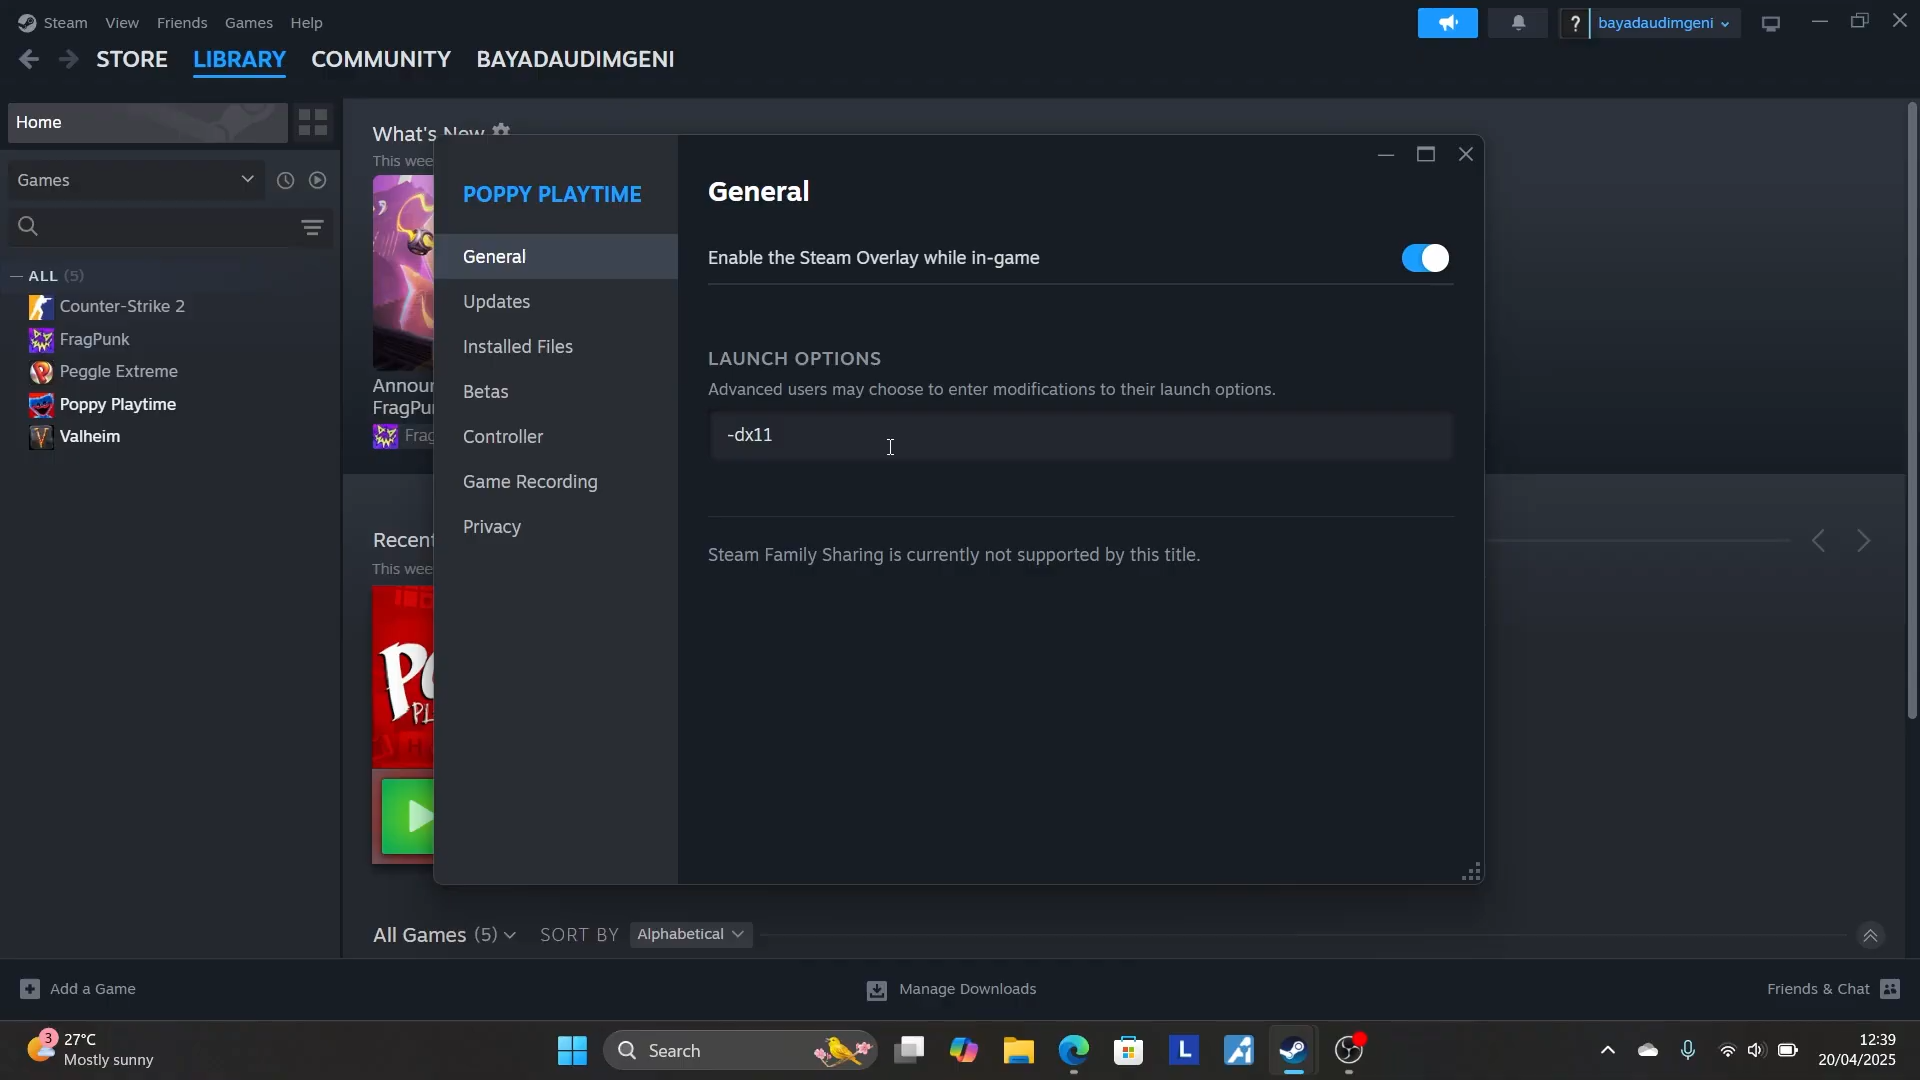 Steam View Friends Games Help
? bayadaudimgeni
STORE LIBRARY COMMUNITY BAYADAUDIMGENI
Home
Games
ALL (5)
Counter-Strike 2
FragPunk
Peggle Extreme
Poppy Playtime
Valheim
What's New
This wee
Annour
FragPu
Frag
Recent
This wee
PO
PL
POPPY PLAYTIME
General
Updates
Installed Files
Betas
Controller
Game Recording
Privacy
General
Enable the Steam Overlay while in-game
LAUNCH OPTIONS
Advanced users may choose to enter modifications to their launch options.
-dx11
Steam Family Sharing is currently not supported by this title.
All Games (5) SORT BY Alphabetical
Add a Game
Manage Downloads
Friends & Chat
3
27°C
Mostly sunny
Search
L
12:39
20/04/2025